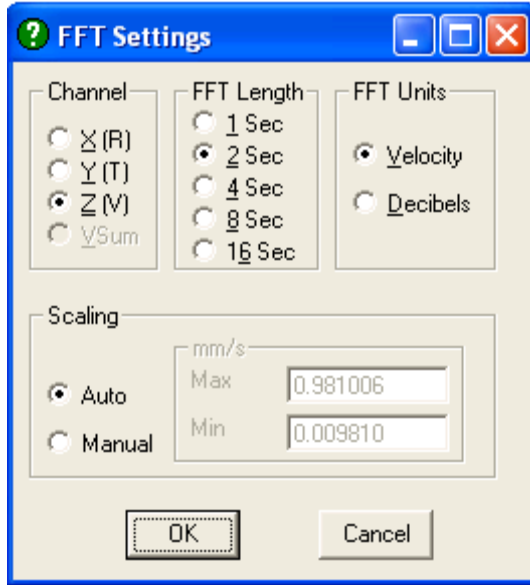 ? FFT Settings
Channel
X (R)
Y (T)
Z (V)
VSum
FFT Length
1 Sec
2 Sec
4 Sec
8 Sec
16 Sec
FFT Units
Velocity
Decibels
Scaling
Auto
Manual
mm/s
Max 0.981006
Min 0.009810
OK
Cancel